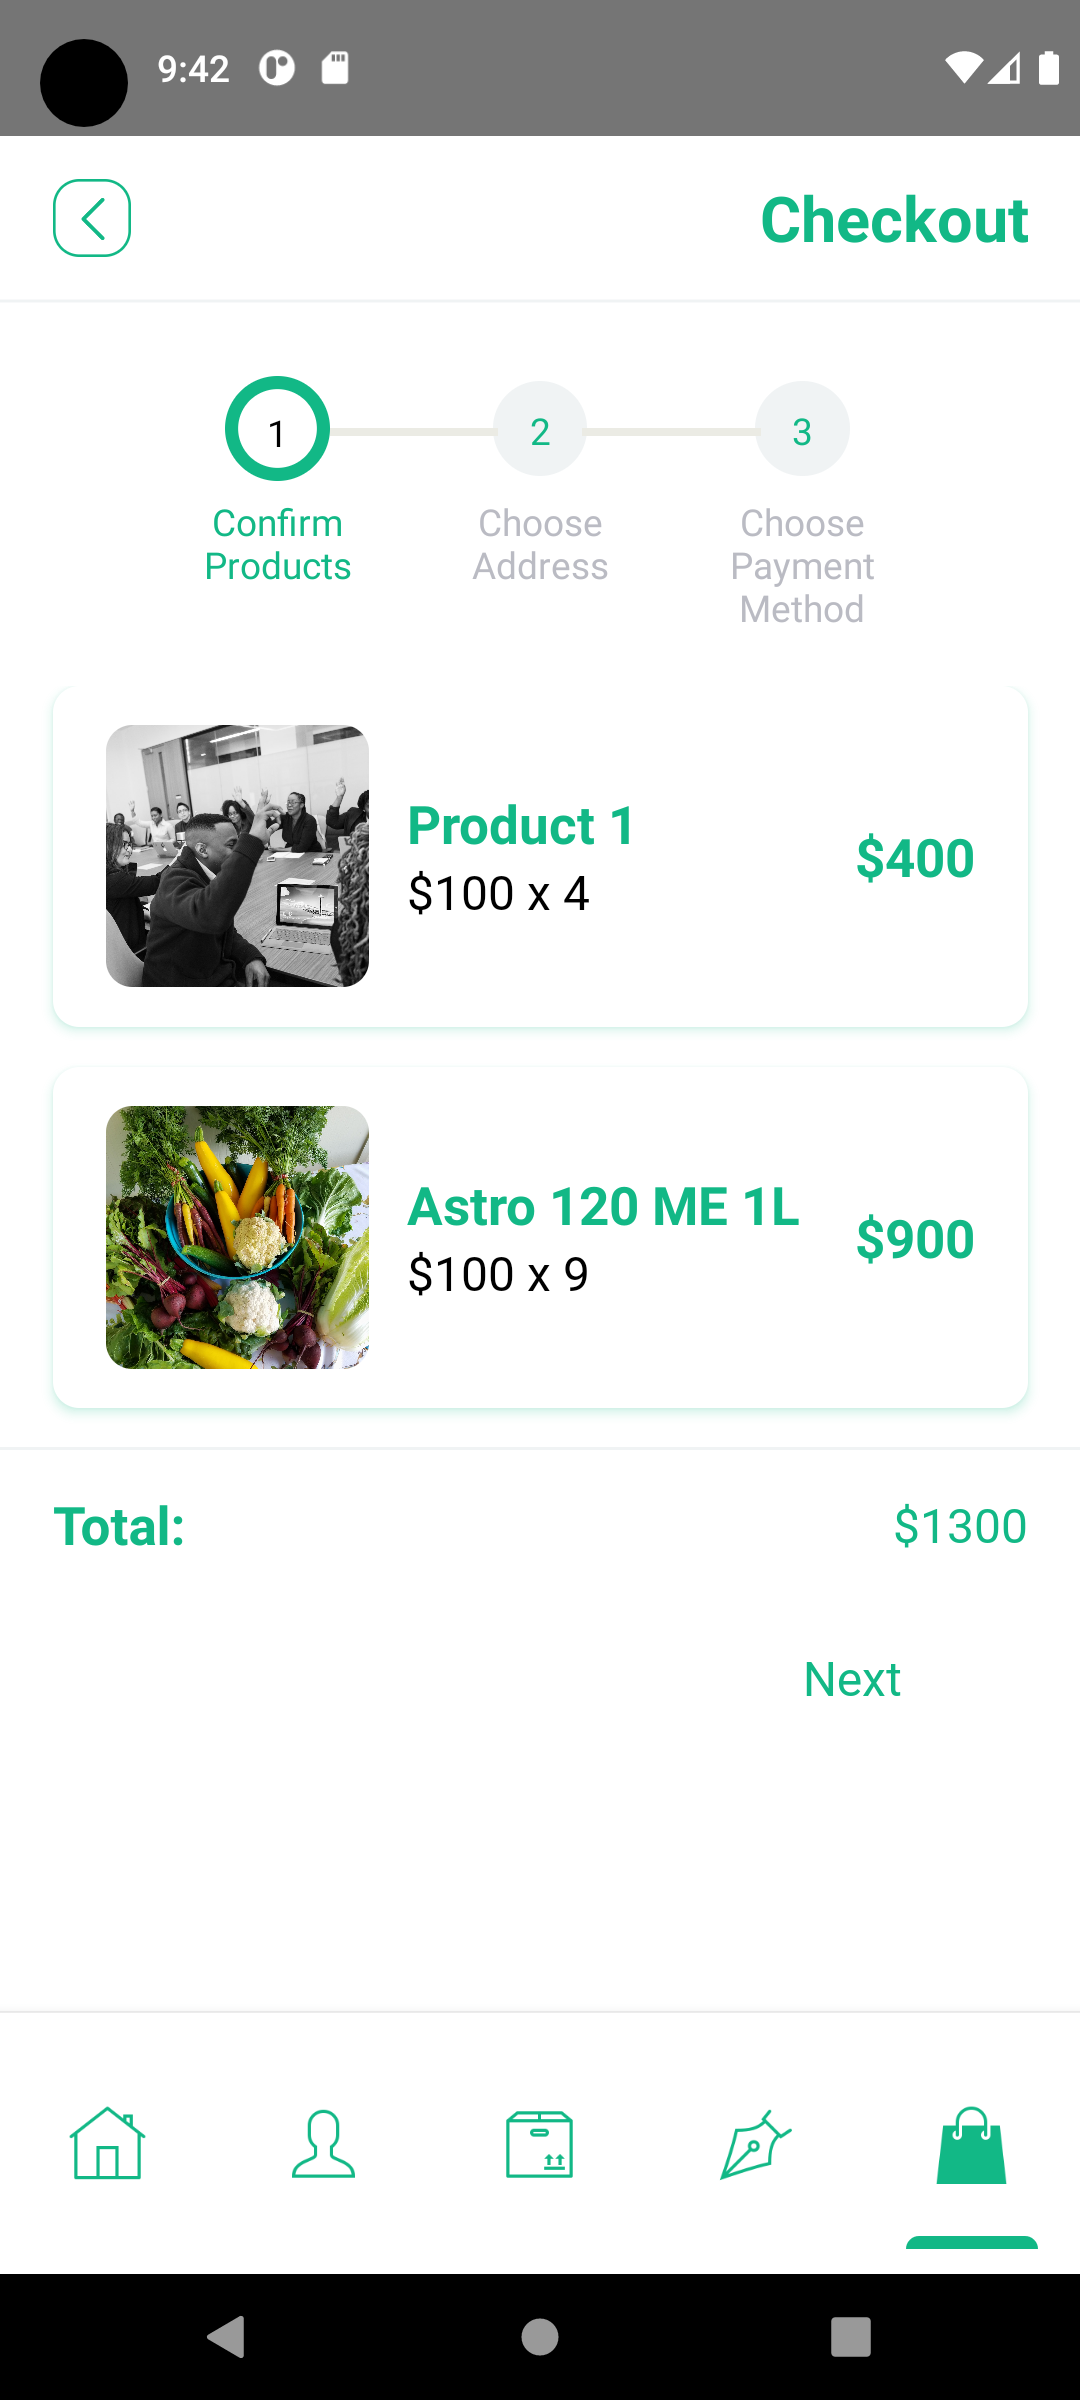 9:42
Checkout
1
2
3
Confirm
Products
Choose
Address
Choose
Payment
Method
Product 1
$100 x 4
$400
Astro 120 ME 1L
$100 x 9
$900
Total:
$1300
Next